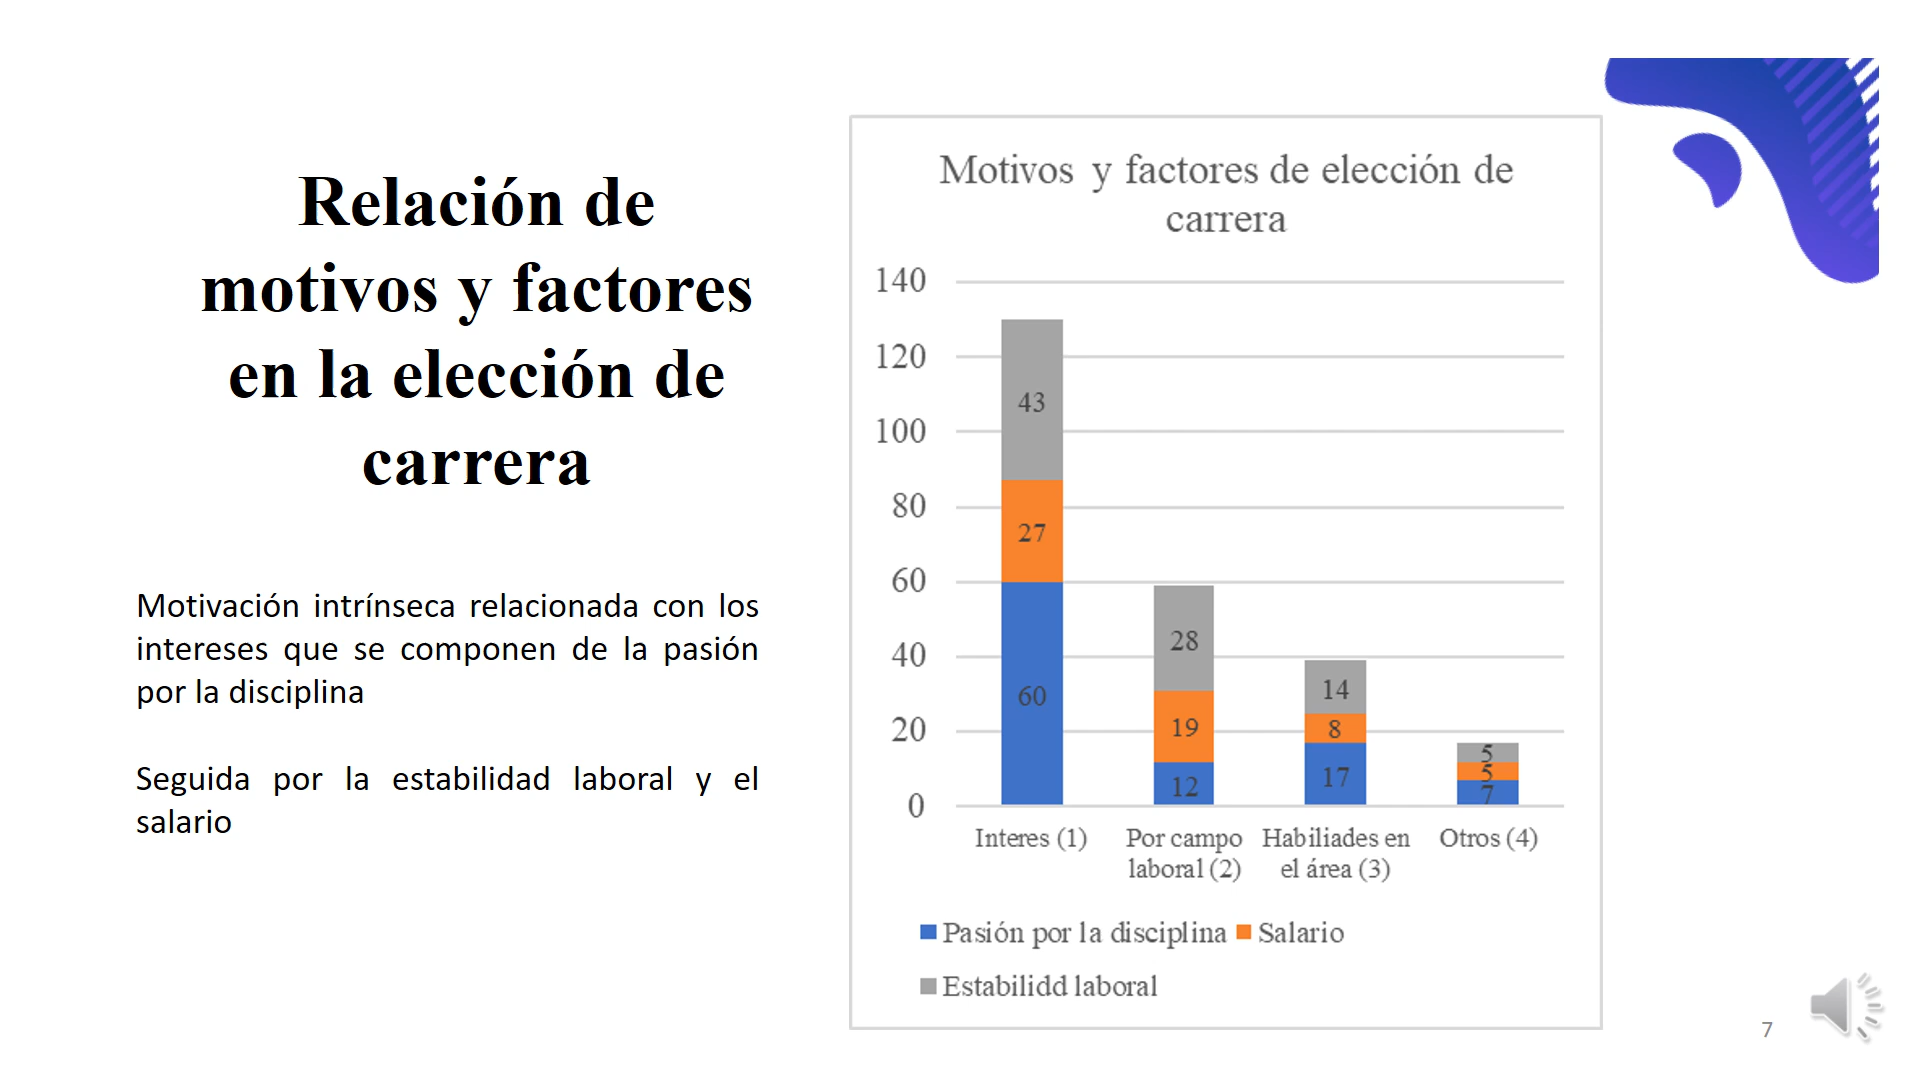 Relación de
motivos y factores
en la elección de
carrera
Motivación intrínseca relacionada con los
intereses que se componen de la pasión
por la disciplina
Seguida por la estabilidad laboral y el
salario
Motivos y factores de elección de
carrera
140
120
100
80
60
40
20
0
43
27
60
28
19
12
14
8
17
5
5
7
Interes (1)
Por campo
laboral (2)
Habiliades en
el área (3)
Otros (4)
Pasión por la disciplina
Salario
Estabilidd laboral
7